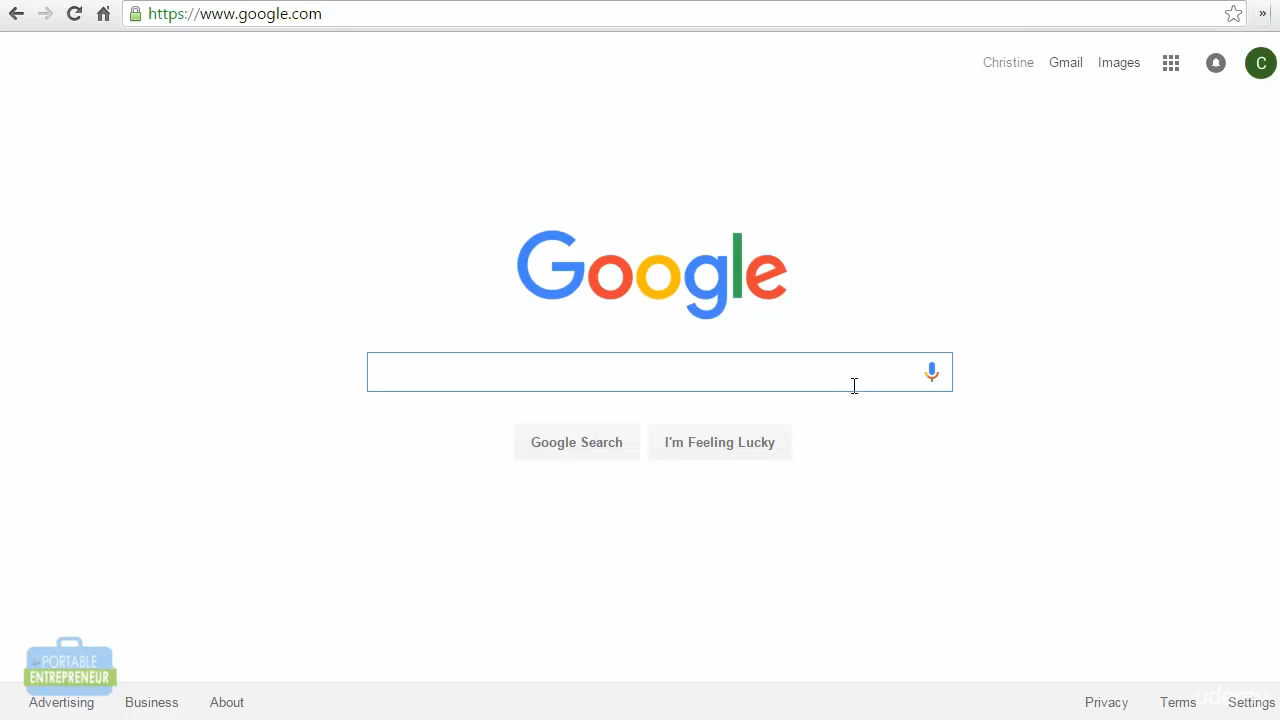 https://www.google.com
Christine Gmail Images C
Google
Google Search I'm Feeling Lucky
PORTABLE
ENTREPRENEUR
Advertising Business About Privacy Terms Settings
udemy